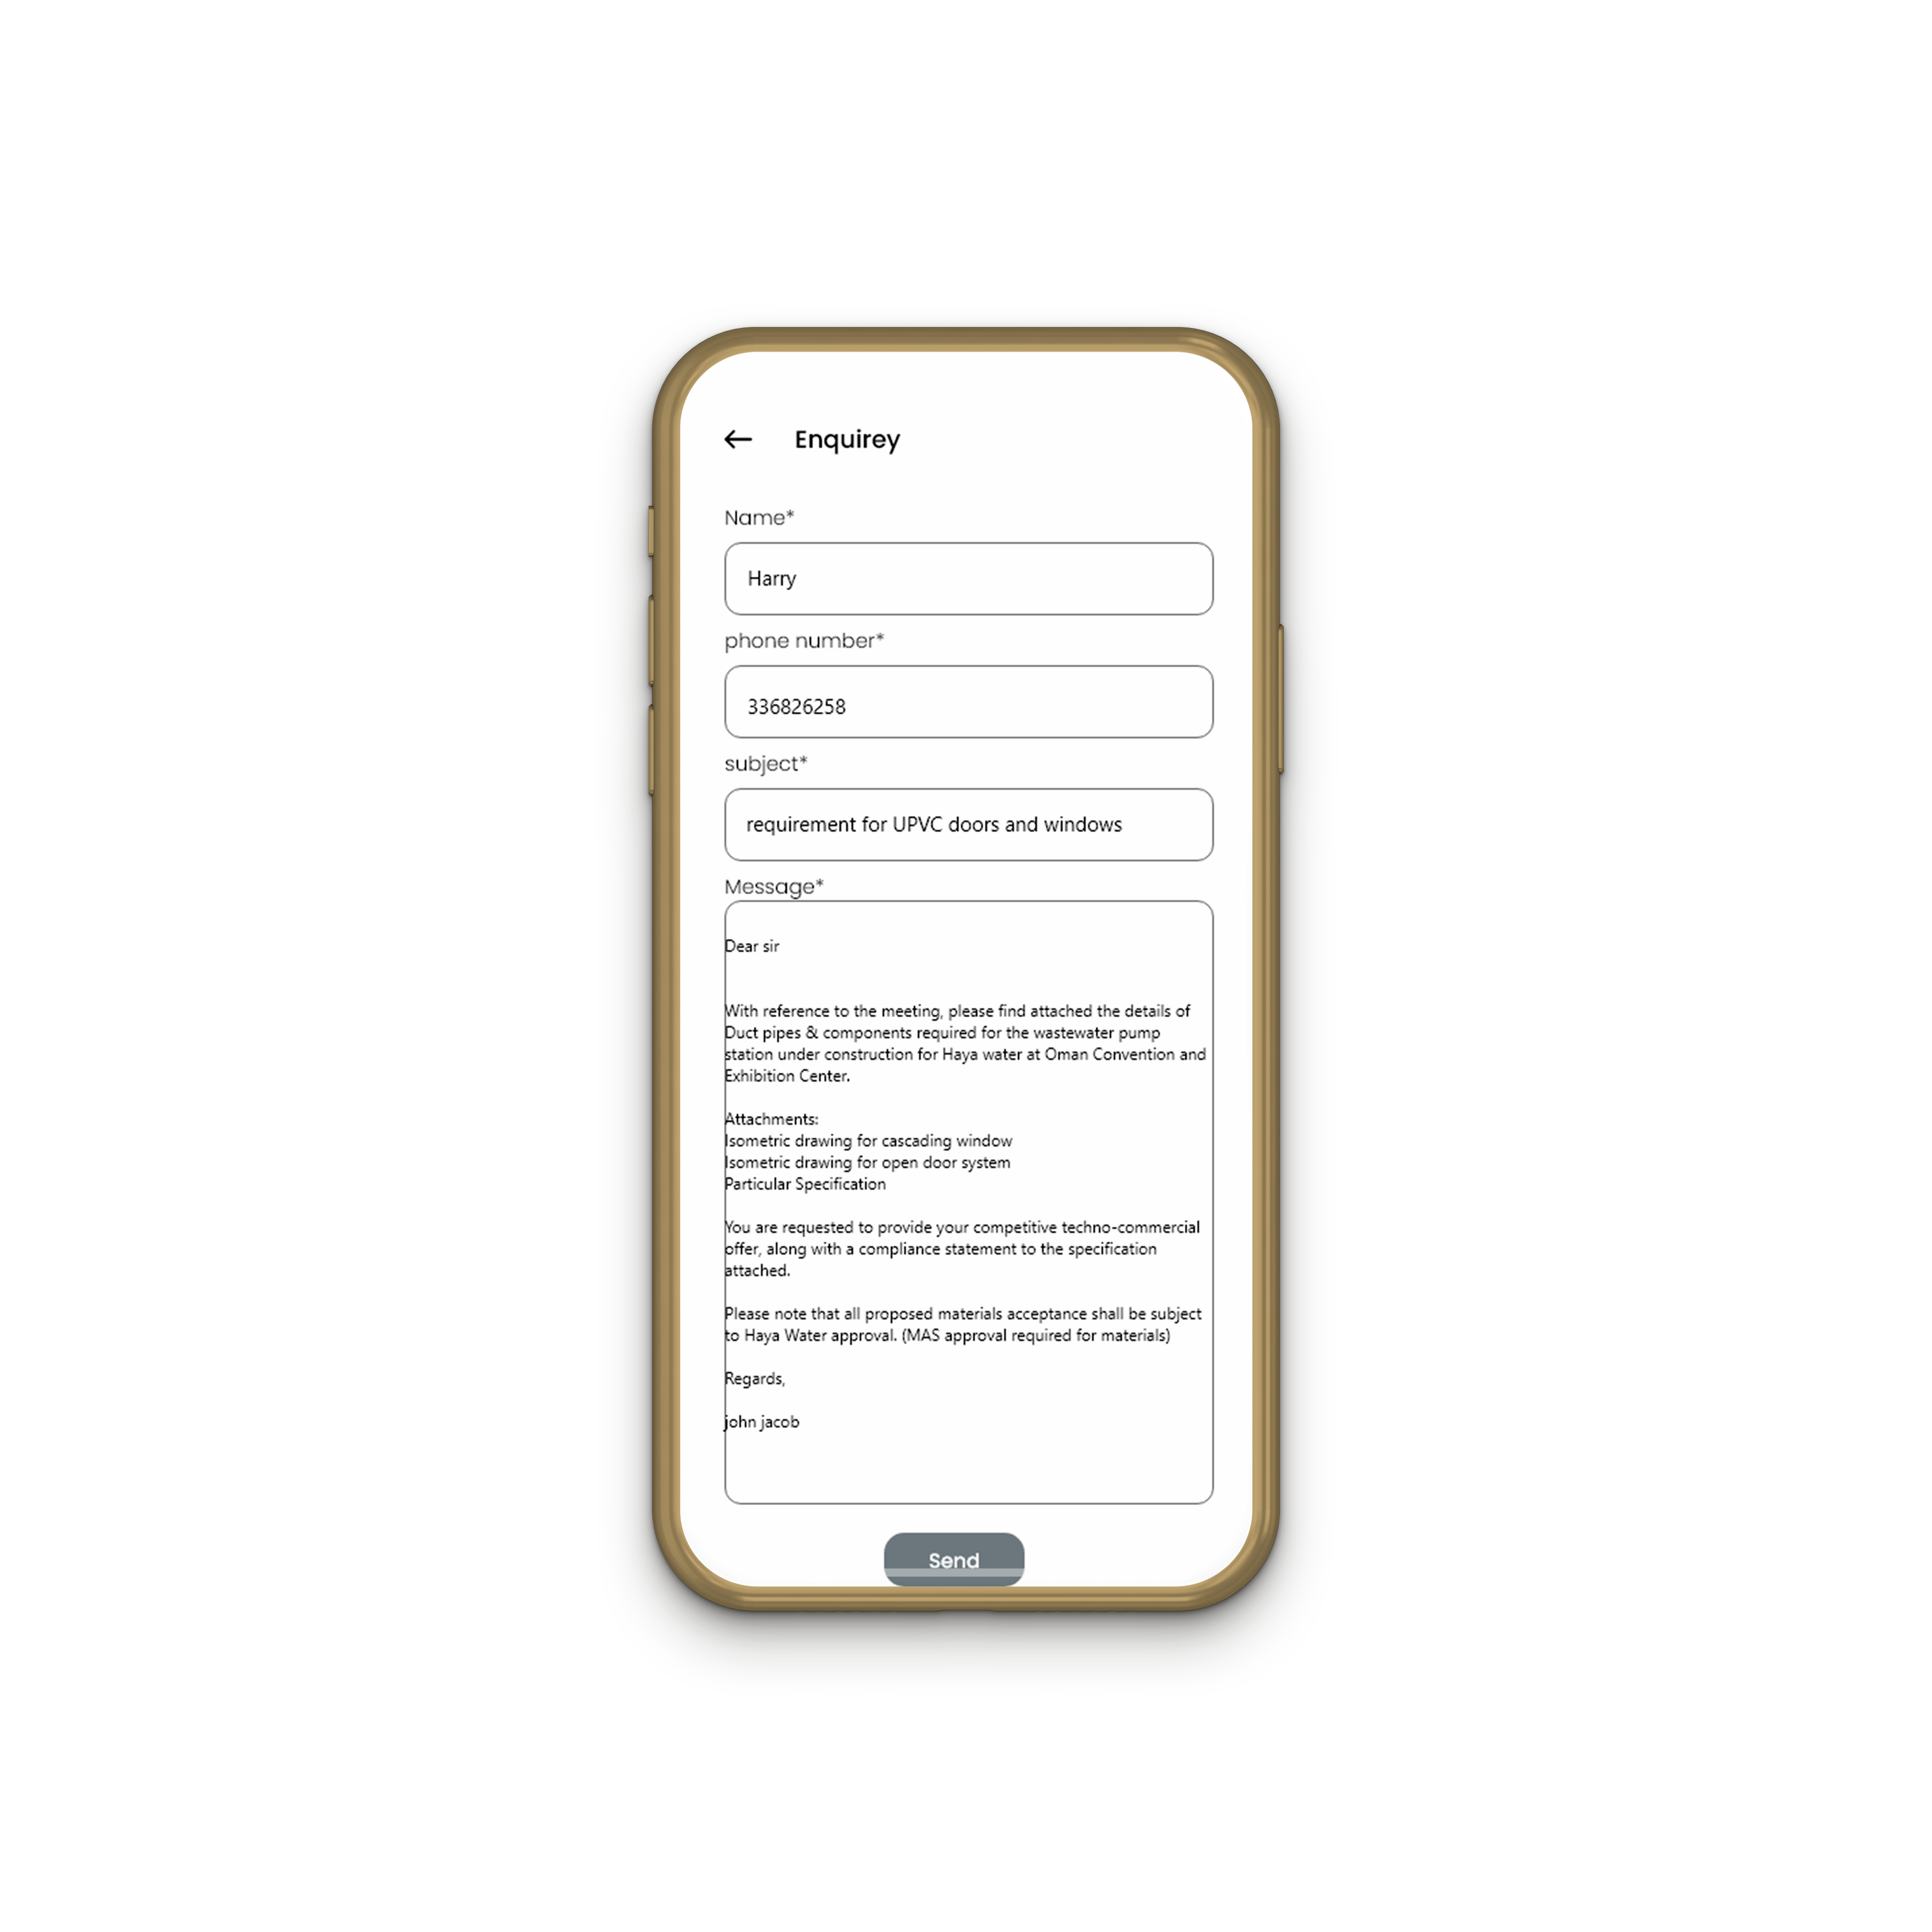 Enquirey
Name*
Harry
phone number*
336826258
subject*
requirement for UPVC doors and windows
Message*
Dear sir
With reference to the meeting, please find attached the details of
Duct pipes & components required for the wastewater pump
station under construction for Haya water at Oman Convention and
Exhibition Center.
Attachments:
Isometric drawing for cascading window
Isometric drawing for open door system
Particular Specification
You are requested to provide your competitive techno-commercial
offer, along with a compliance statement to the specification
attached.
Please note that all proposed materials acceptance shall be subject
to Haya Water approval. (MAS approval required for materials)
Regards,
john jacob
Send